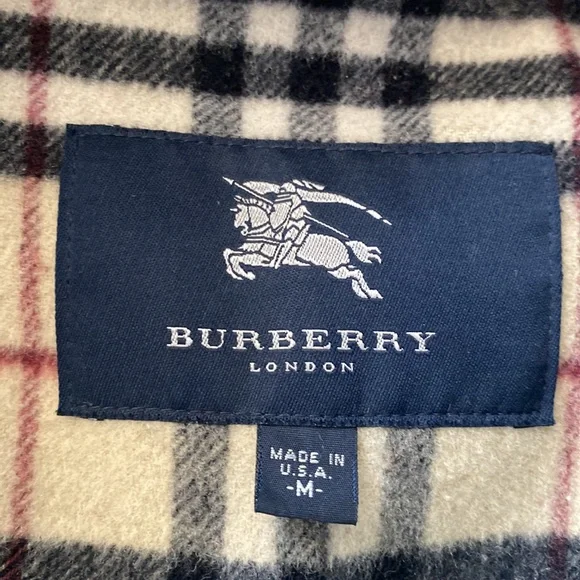 BURBERRY
LONDON
MADE IN
U.S.A.
-M-